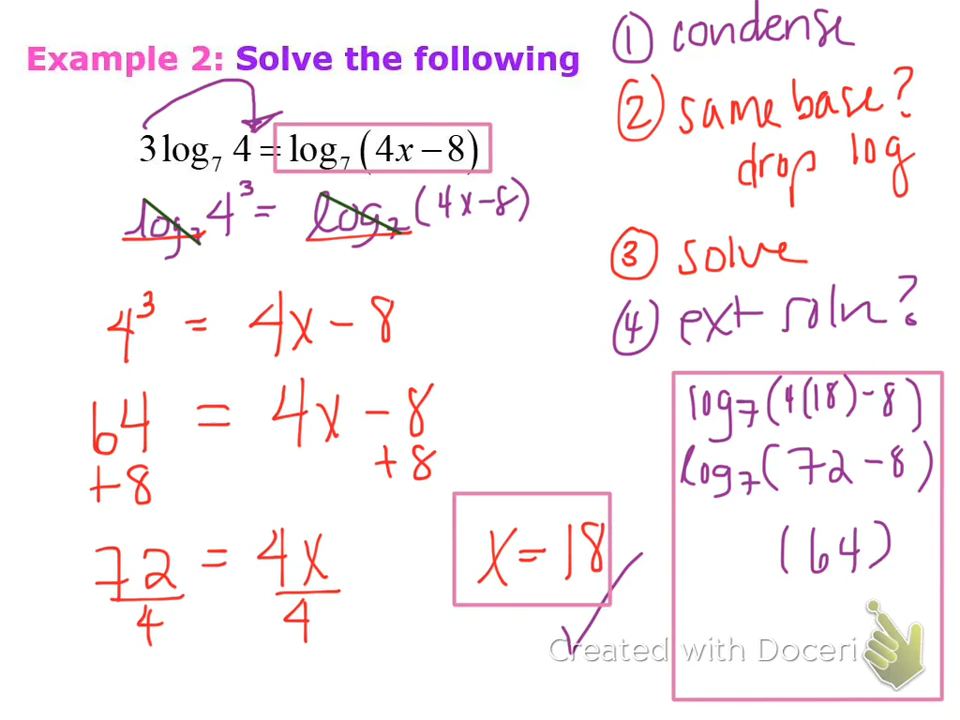 Example 2: Solve the following
3 log₇ 4 = log₇ (4x − 8)
log₇ 4³ = log₇ (4x − 8)
4³ = 4x − 8
64 = 4x − 8
+8 +8
72 = 4x
4 4
x = 18
① condense
② same base?
drop log
③ solve
④ ext soln?
log₇(4(18) − 8)
log₇(72 − 8)
(64)
Created with Doceri